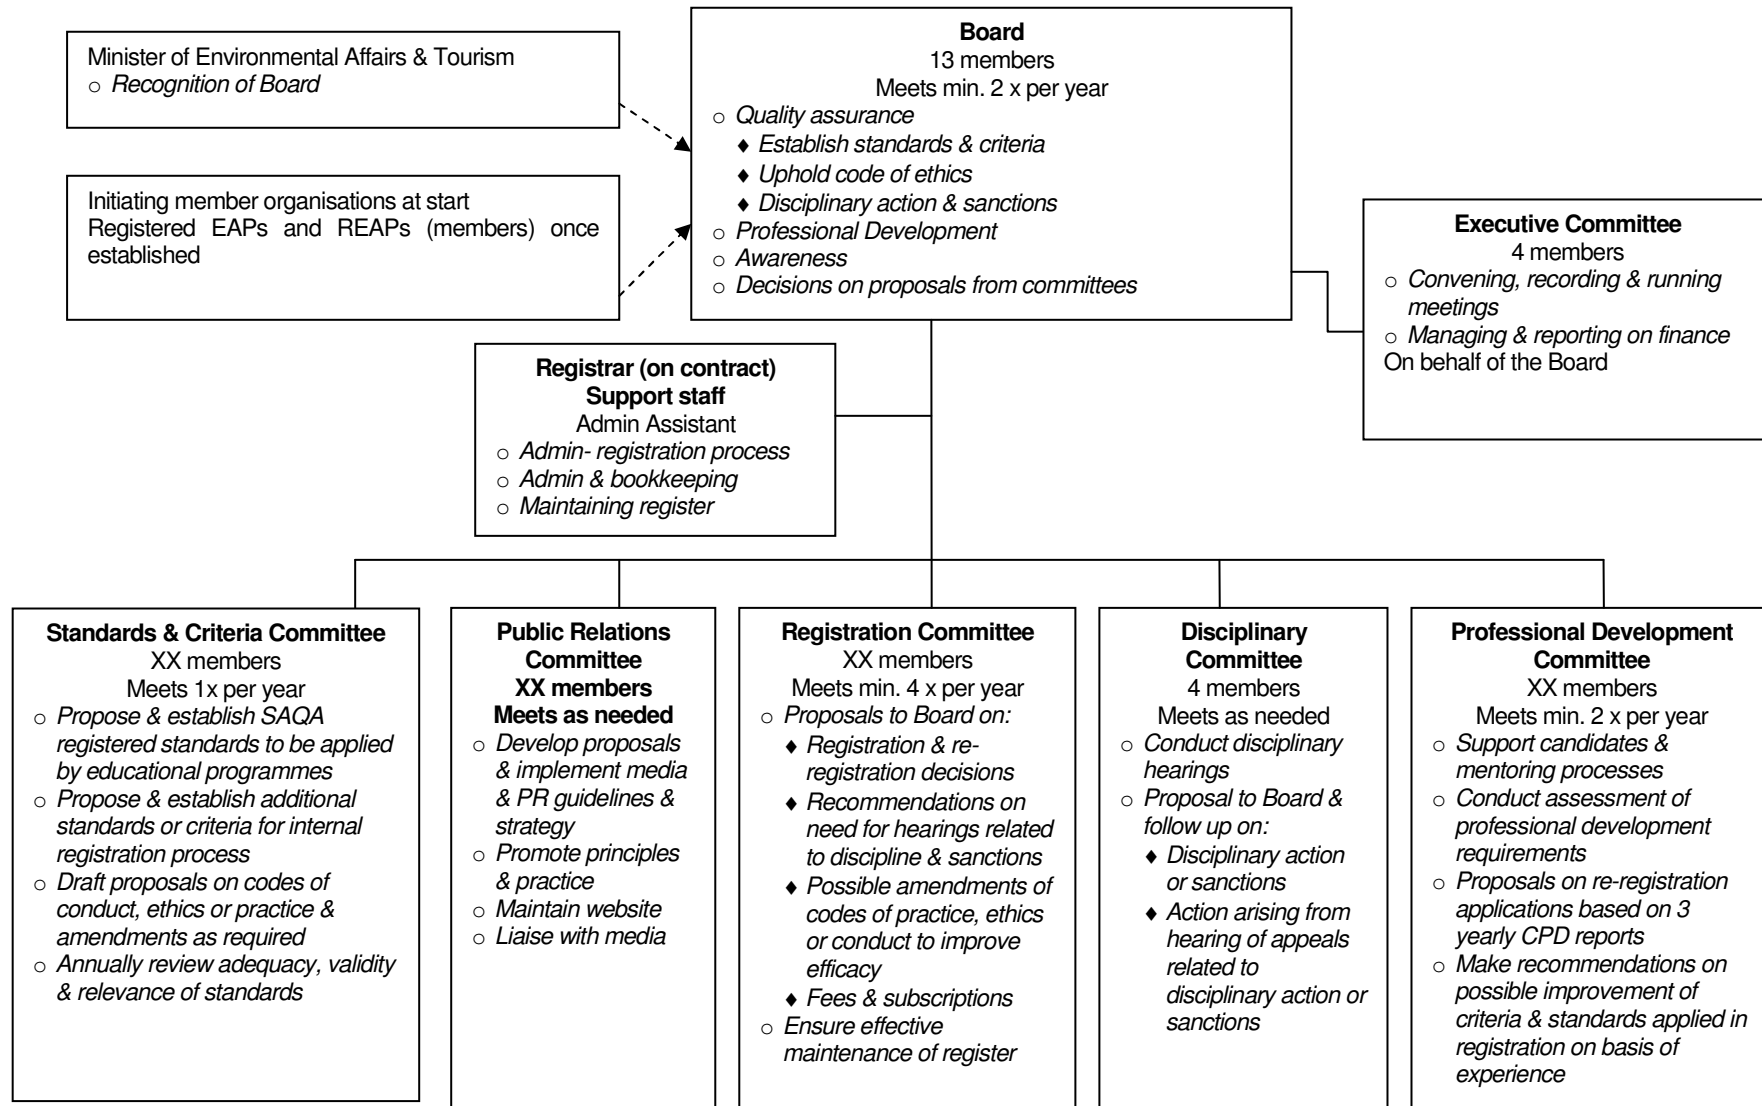 Minister of Environmental Affairs & Tourism
○ Recognition of Board
Initiating member organisations at start
Registered EAPs and REAPs (members) once
established
Board
13 members
Meets min. 2 x per year
○ Quality assurance
♦ Establish standards & criteria
♦ Uphold code of ethics
♦ Disciplinary action & sanctions
○ Professional Development
○ Awareness
○ Decisions on proposals from committees
Executive Committee
4 members
○ Convening, recording & running
meetings
○ Managing & reporting on finance
On behalf of the Board
Registrar (on contract)
Support staff
Admin Assistant
○ Admin- registration process
○ Admin & bookkeeping
○ Maintaining register
Standards & Criteria Committee
XX members
Meets 1x per year
○ Propose & establish SAQA
registered standards to be applied
by educational programmes
○ Propose & establish additional
standards or criteria for internal
registration process
○ Draft proposals on codes of
conduct, ethics or practice &
amendments as required
○ Annually review adequacy, validity
& relevance of standards
Public Relations
Committee
XX members
Meets as needed
○ Develop proposals
& implement media
& PR guidelines &
strategy
○ Promote principles
& practice
○ Maintain website
○ Liaise with media
Registration Committee
XX members
Meets min. 4 x per year
○ Proposals to Board on:
♦ Registration & re-
registration decisions
♦ Recommendations on
need for hearings related
to discipline & sanctions
♦ Possible amendments of
codes of practice, ethics
or conduct to improve
efficacy
♦ Fees & subscriptions
○ Ensure effective
maintenance of register
Disciplinary
Committee
4 members
Meets as needed
○ Conduct disciplinary
hearings
○ Proposal to Board &
follow up on:
♦ Disciplinary action
or sanctions
♦ Action arising from
hearing of appeals
related to
disciplinary action or
sanctions
Professional Development
Committee
XX members
Meets min. 2 x per year
○ Support candidates &
mentoring processes
○ Conduct assessment of
professional development
requirements
○ Proposals on re-registration
applications based on 3
yearly CPD reports
○ Make recommendations on
possible improvement of
criteria & standards applied in
registration on basis of
experience